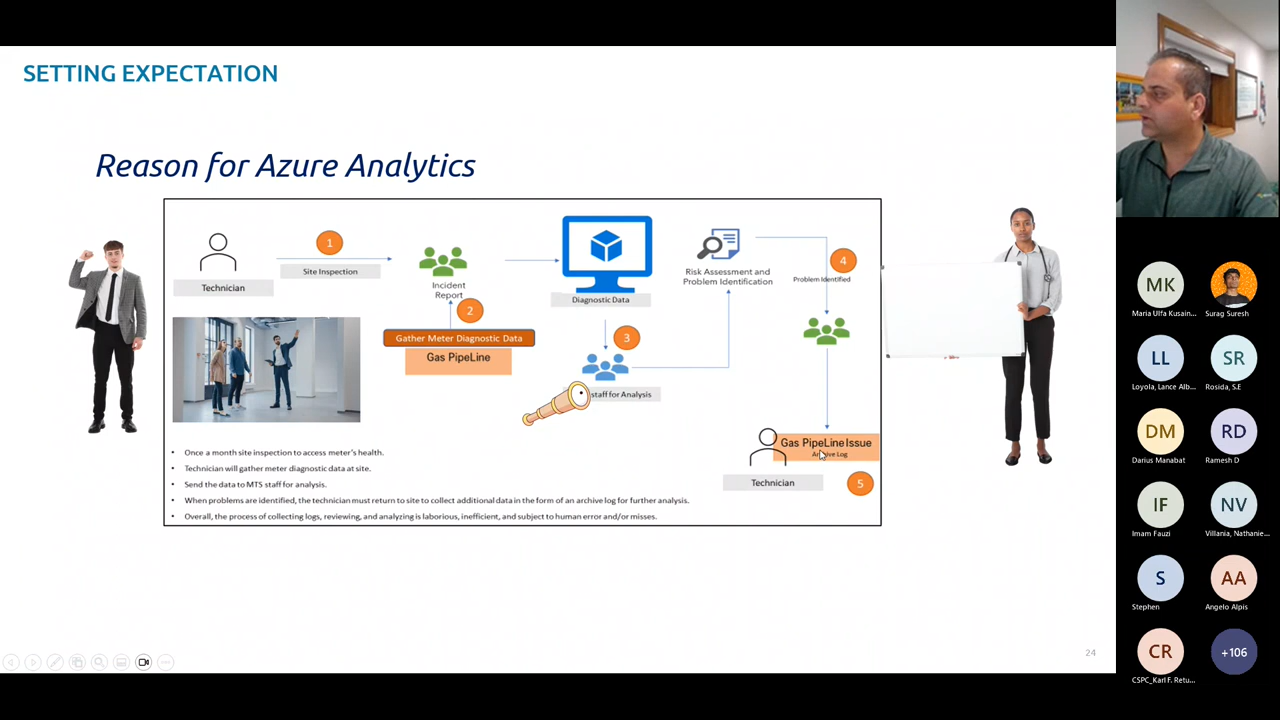 SETTING EXPECTATION
Reason for Azure Analytics
1
Site Inspection
Technician
Incident
Report
2
Gather Meter Diagnostic Data
Gas PipeLine
Diagnostic Data
3
staff for Analysis
Risk Assessment and
Problem Identification
4
Problem Identified
Gas PipeLine Issue
Log
Technician
5
• Once a month site inspection to access meter's health.
• Technician will gather meter diagnostic data at site.
• Send the data to MTS staff for analysis.
• When problems are identified, the technician must return to site to collect additional data in the form of an archive log for further analysis.
• Overall, the process of collecting logs, reviewing, and analyzing is laborious, inefficient, and subject to human error and/or misses.
24
MK
Maria Ulfa Kusain...
Surag Suresh
LL
Loyola, Lance Alb...
SR
Rosida, S.E
DM
Darius Manabat
RD
Ramesh D
IF
Imam Fauzi
NV
Villania, Nathanie...
S
Stephen
AA
Angelo Alpis
CR
CSPC_Karl F. Retu...
+106